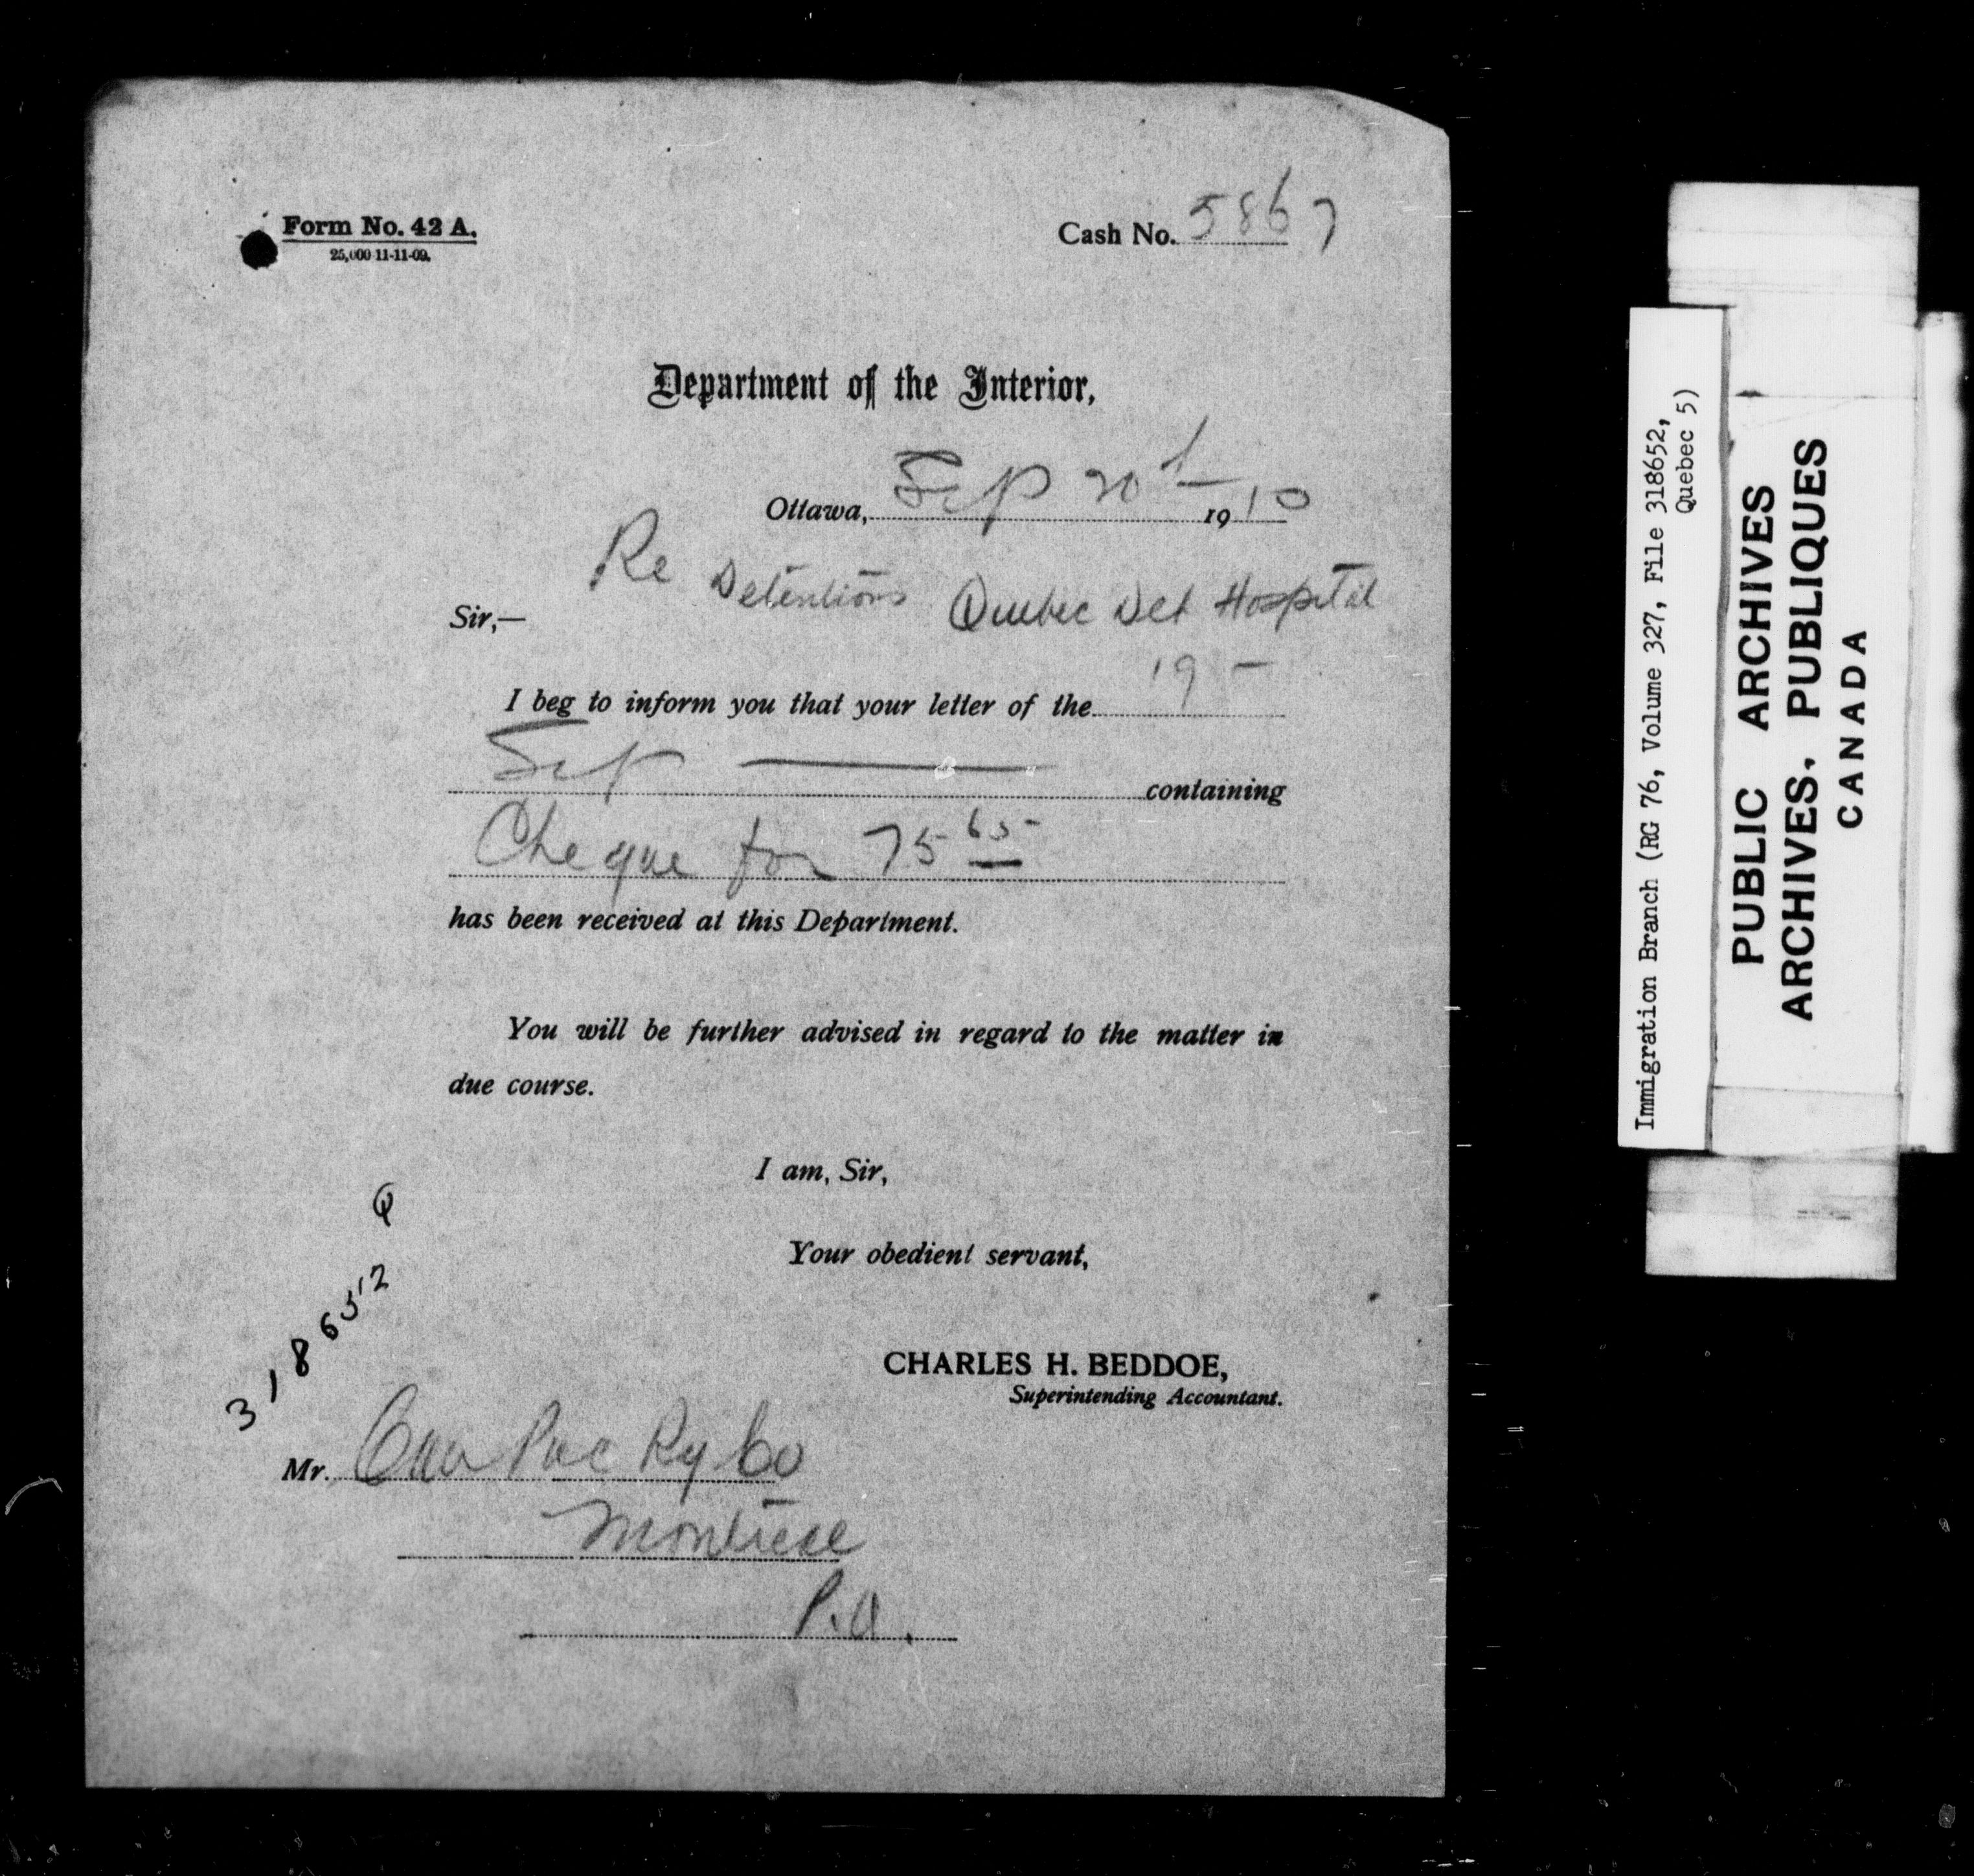 Form No. 42 A.
25,000 11-11-09.
Cash No. 5867
Department of the Interior,
Ottawa, Sep 20th 1910
Re Detentions Quebec Det Hospital
Sir,—
I beg to inform you that your letter of the 19 -
Sep — containing
Cheque for 75 65
has been received at this Department.
You will be further advised in regard to the matter in
due course.
I am, Sir,
Your obedient servant,
CHARLES H. BEDDOE,
Superintending Accountant.
318652 Q
Mr. Can Pac Ry Co
Montreal
P.Q.
Immigration Branch (RG 76, Volume 327, File 318652,
Quebec 5)
PUBLIC ARCHIVES
ARCHIVES PUBLIQUES
CANADA